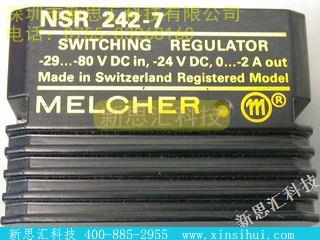 NSR 242-7
SWITCHING REGULATOR
-29...-80 V DC in, -24 V DC, 0...-2 A out
Made in Switzerland Registered Model
MELCHER m ®
新思汇科技
新思汇科技 400-885-2955 www.xinsihui.com